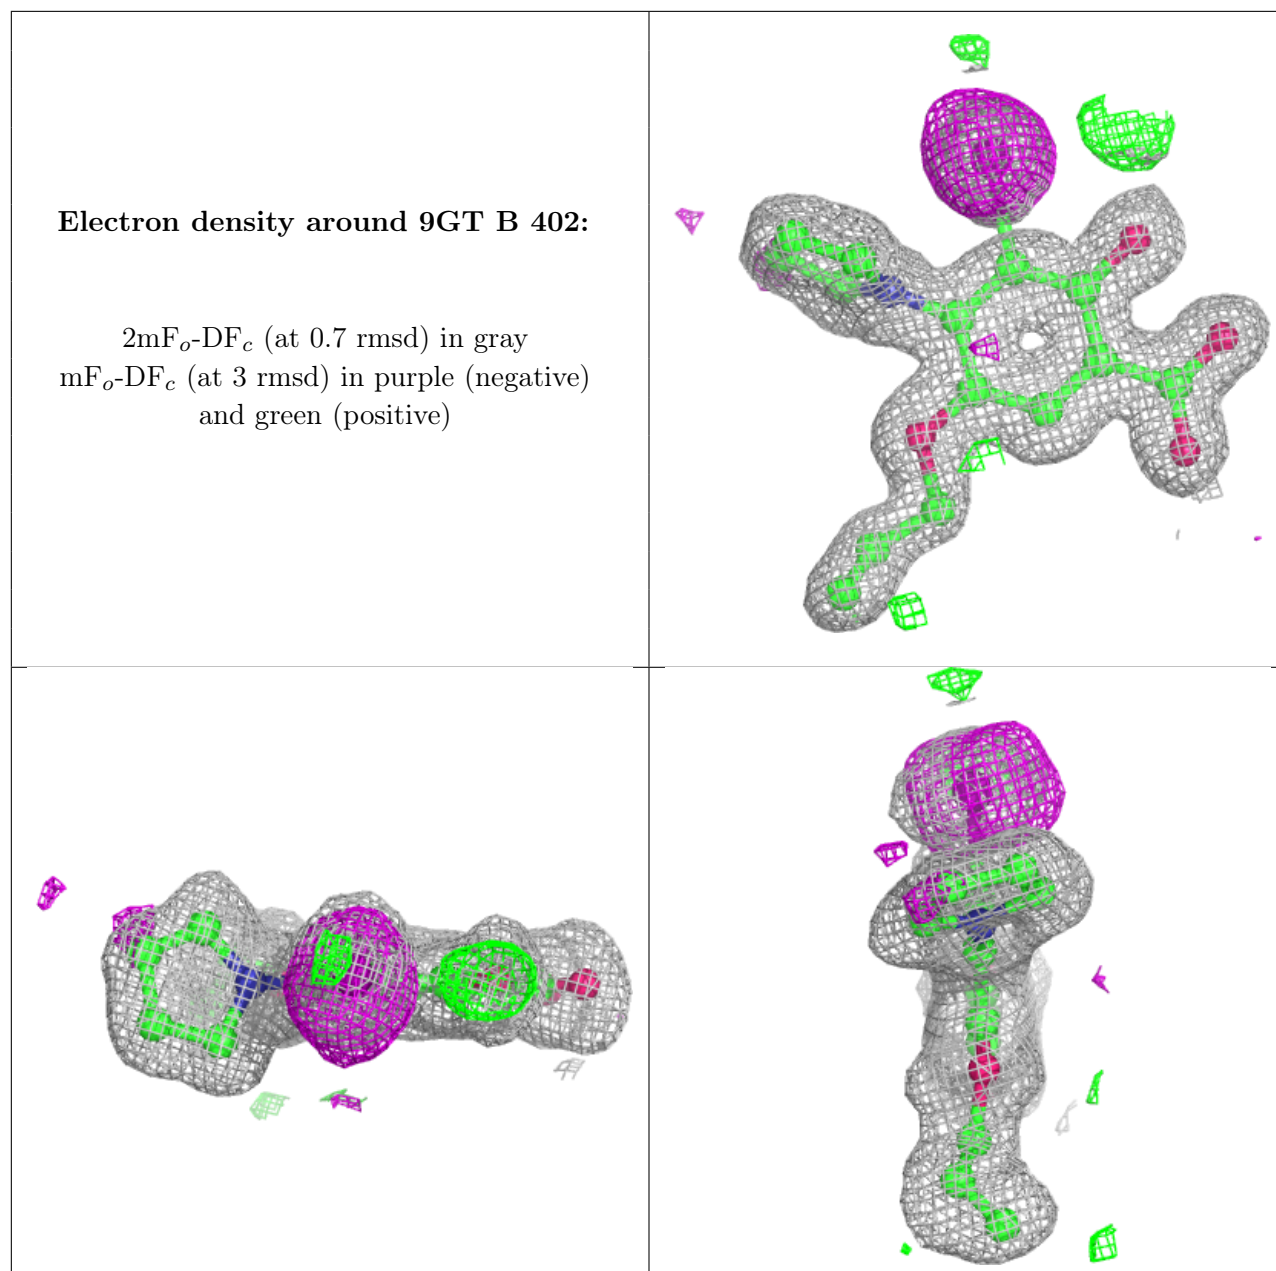 Electron density around 9GT B 402:
2mFo-DFc (at 0.7 rmsd) in gray
mFo-DFc (at 3 rmsd) in purple (negative)
and green (positive)